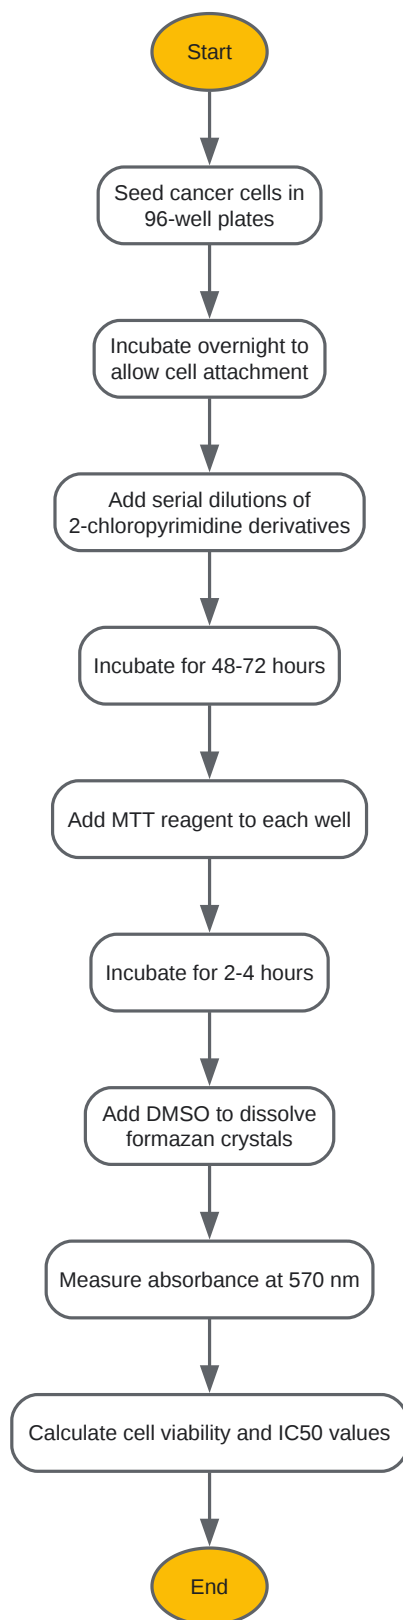 Start
Seed cancer cells in
96-well plates
Incubate overnight to
allow cell attachment
Add serial dilutions of
2-chloropyrimidine derivatives
Incubate for 48-72 hours
Add MTT reagent to each well
Incubate for 2-4 hours
Add DMSO to dissolve
formazan crystals
Measure absorbance at 570 nm
Calculate cell viability and IC50 values
End